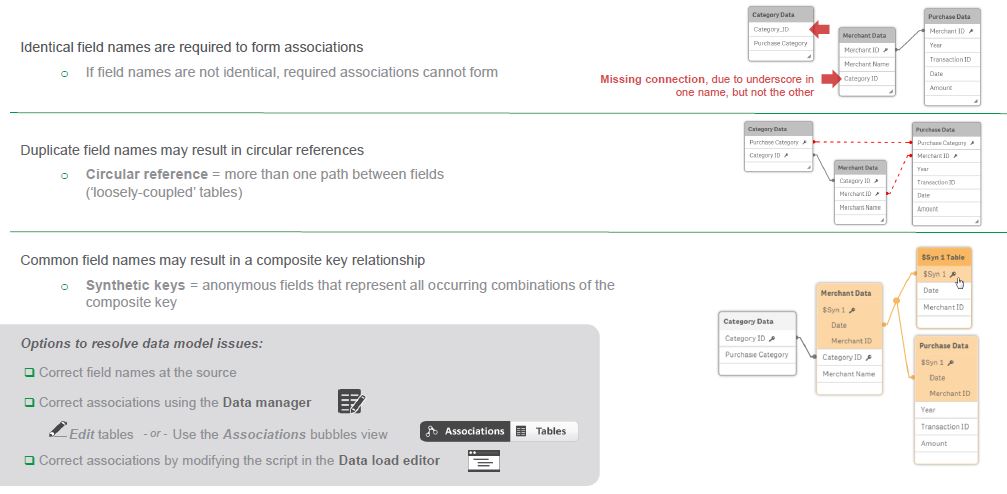 Identical field names are required to form associations
If field names are not identical, required associations cannot form
Category Data
Category_ID
Purchase Category
Merchant Data
Merchant ID
Merchant Name
Category ID
Purchase Data
Merchant ID
Year
Transaction ID
Date
Amount
Missing connection, due to underscore in
one name, but not the other
Duplicate field names may result in circular references
Circular reference = more than one path between fields
(‘loosely-coupled’ tables)
Category Data
Purchase Category
Category ID
Merchant Data
Category ID
Merchant ID
Merchant Name
Purchase Data
Purchase Category
Merchant ID
Year
Transaction ID
Date
Amount
Common field names may result in a composite key relationship
Synthetic keys = anonymous fields that represent all occurring combinations of the
composite key
Category Data
Category ID
Purchase Category
Merchant Data
$Syn 1
Date
Merchant ID
Category ID
Merchant Name
$Syn 1 Table
$Syn 1
Date
Merchant ID
Purchase Data
$Syn 1
Date
Merchant ID
Year
Transaction ID
Amount
Options to resolve data model issues:
Correct field names at the source
Correct associations using the Data manager
Edit tables - or - Use the Associations bubbles view
Associations Tables
Correct associations by modifying the script in the Data load editor